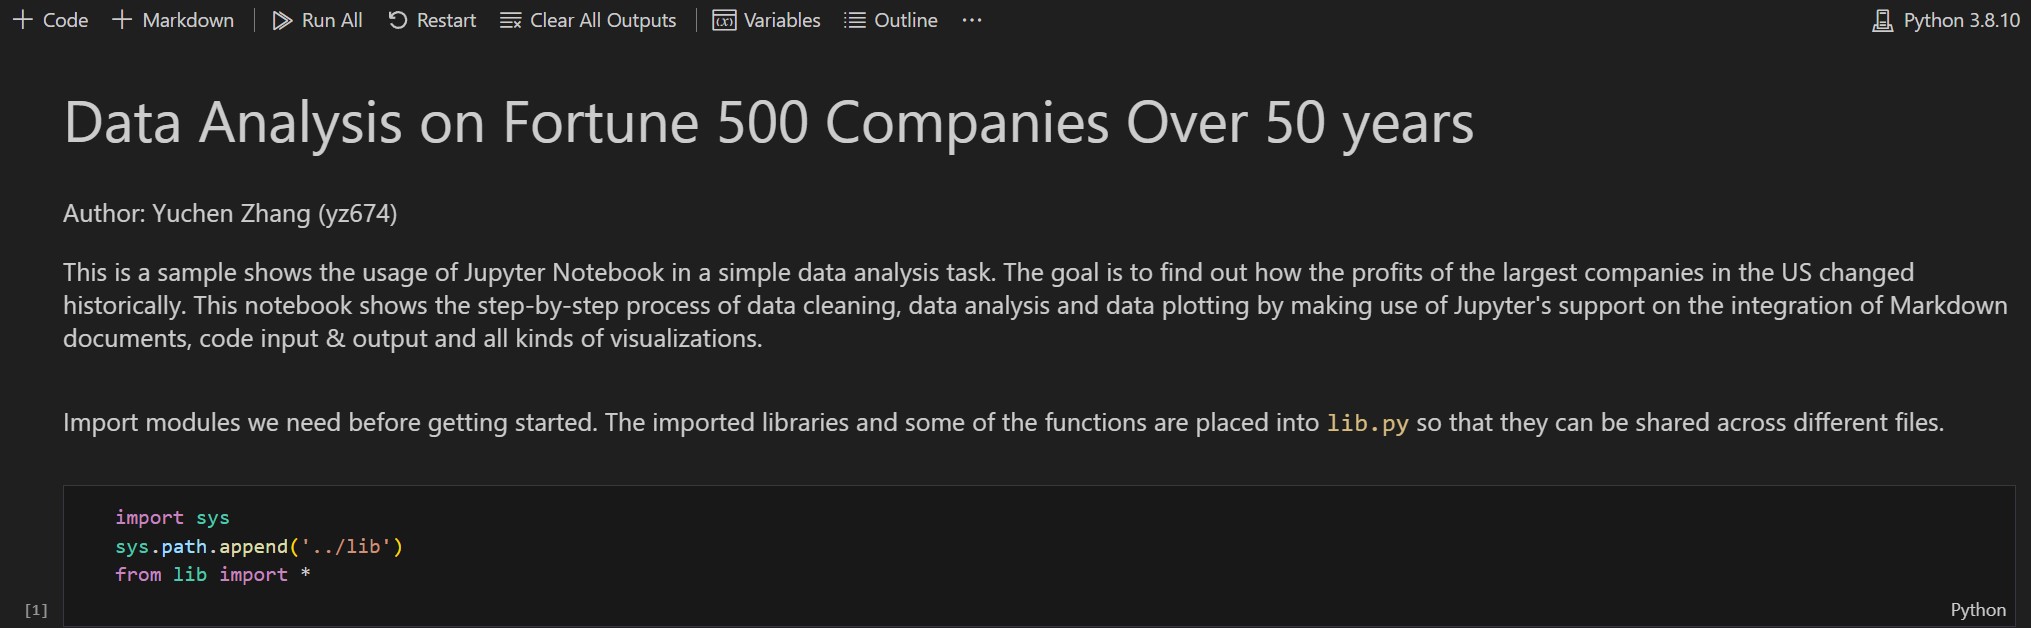 Code Markdown Run All Restart Clear All Outputs (x) Variables Outline ··· Python 3.8.10
Data Analysis on Fortune 500 Companies Over 50 years
Author: Yuchen Zhang (yz674)
This is a sample shows the usage of Jupyter Notebook in a simple data analysis task. The goal is to find out how the profits of the largest companies in the US changed
historically. This notebook shows the step-by-step process of data cleaning, data analysis and data plotting by making use of Jupyter's support on the integration of Markdown
documents, code input & output and all kinds of visualizations.
Import modules we need before getting started. The imported libraries and some of the functions are placed into lib.py so that they can be shared across different files.
import sys
sys.path.append('../lib')
from lib import *
[1] Python